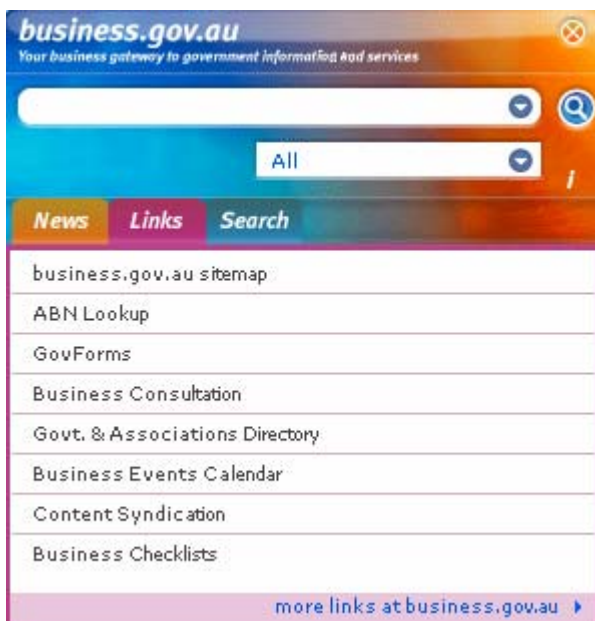 business.gov.au
Your business gateway to government information and services
All
i
News Links Search
business.gov.au sitemap
ABN Lookup
GovForms
Business Consultation
Govt. & Associations Directory
Business Events Calendar
Content Syndication
Business Checklists
more links at business.gov.au